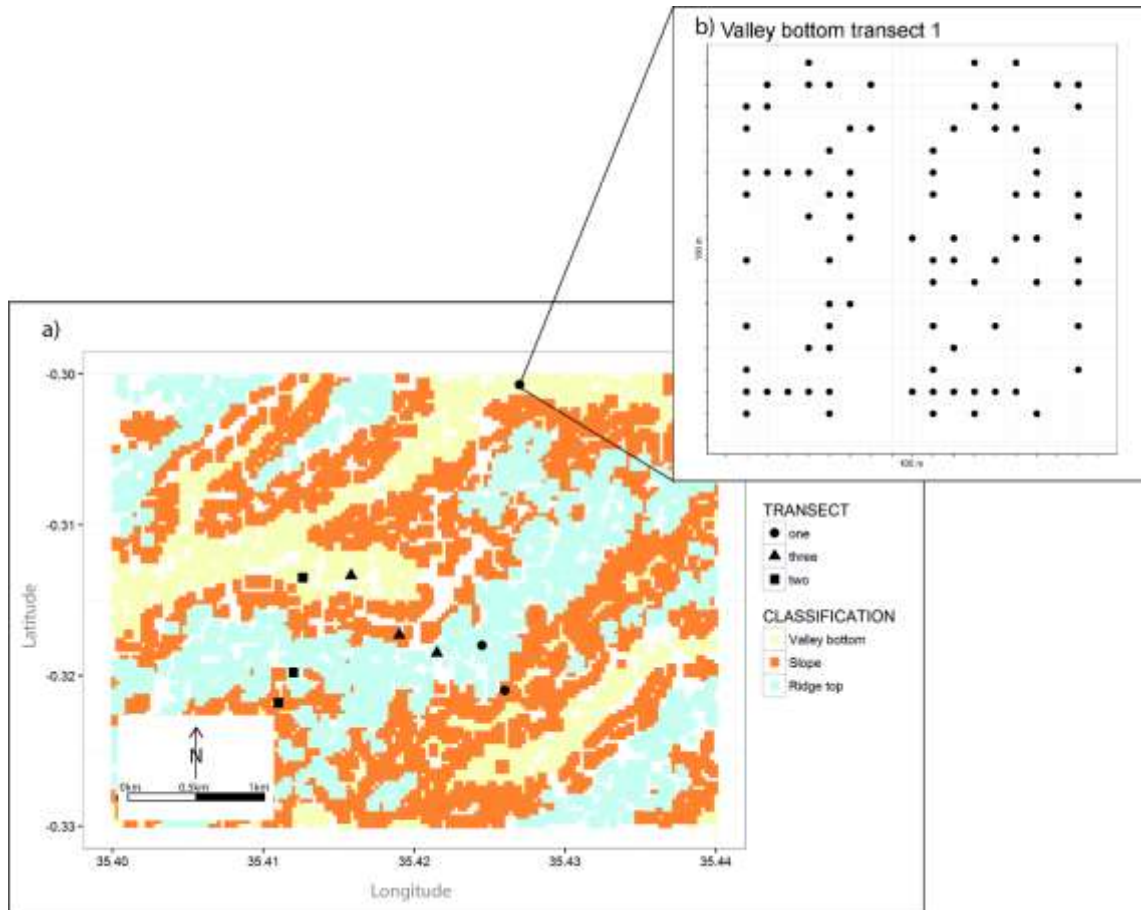 b) Valley bottom transect 1
100 m
100 m
a)
-0.30
-0.31
-0.32
-0.33
Latitude
N
0km 0.5km 1km
35.40 35.41 35.42 35.43 35.44
Longitude
TRANSECT
one
three
two
CLASSIFICATION
Valley bottom
Slope
Ridge top